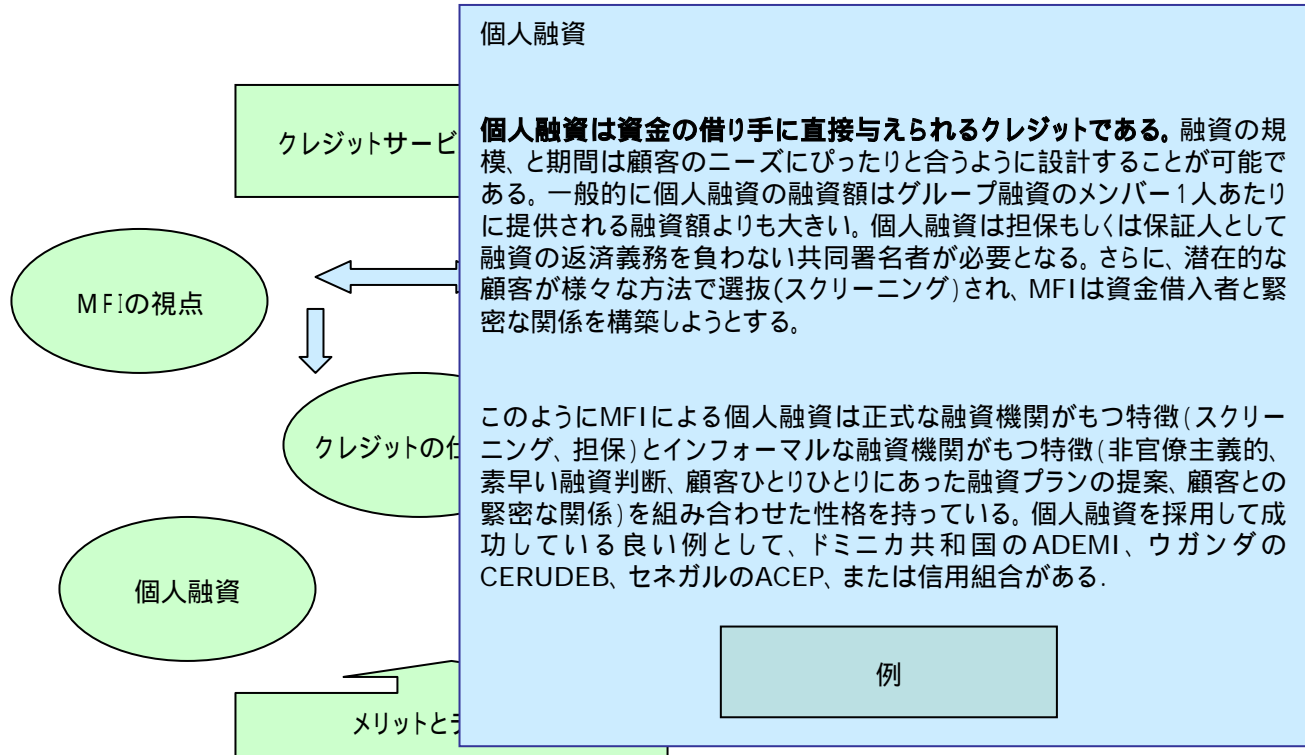 個人融資
クレジットサービ
個人融資は資金の借り手に直接与えられるクレジットである。融資の規
模、と期間は顧客のニーズにぴったりと合うように設計することが可能で
ある。一般的に個人融資の融資額はグループ融資のメンバー1人あたり
に提供される融資額よりも大きい。個人融資は担保もしくは保証人として
融資の返済義務を負わない共同署名者が必要となる。さらに、潜在的な
顧客が様々な方法で選抜(スクリーニング)され、MFIは資金借入者と緊
密な関係を構築しようとする。
MFIの視点
このようにMFIによる個人融資は正式な融資機関がもつ特徴(スクリー
ニング、担保)とインフォーマルな融資機関がもつ特徴(非官僚主義的、
素早い融資判断、顧客ひとりひとりにあった融資プランの提案、顧客との
緊密な関係)を組み合わせた性格を持っている。個人融資を採用して成
功している良い例として、ドミニカ共和国のADEMI、ウガンダの
CERUDEB、セネガルのACEP、または信用組合がある.
クレジットの仕
個人融資
例
メリットとデ